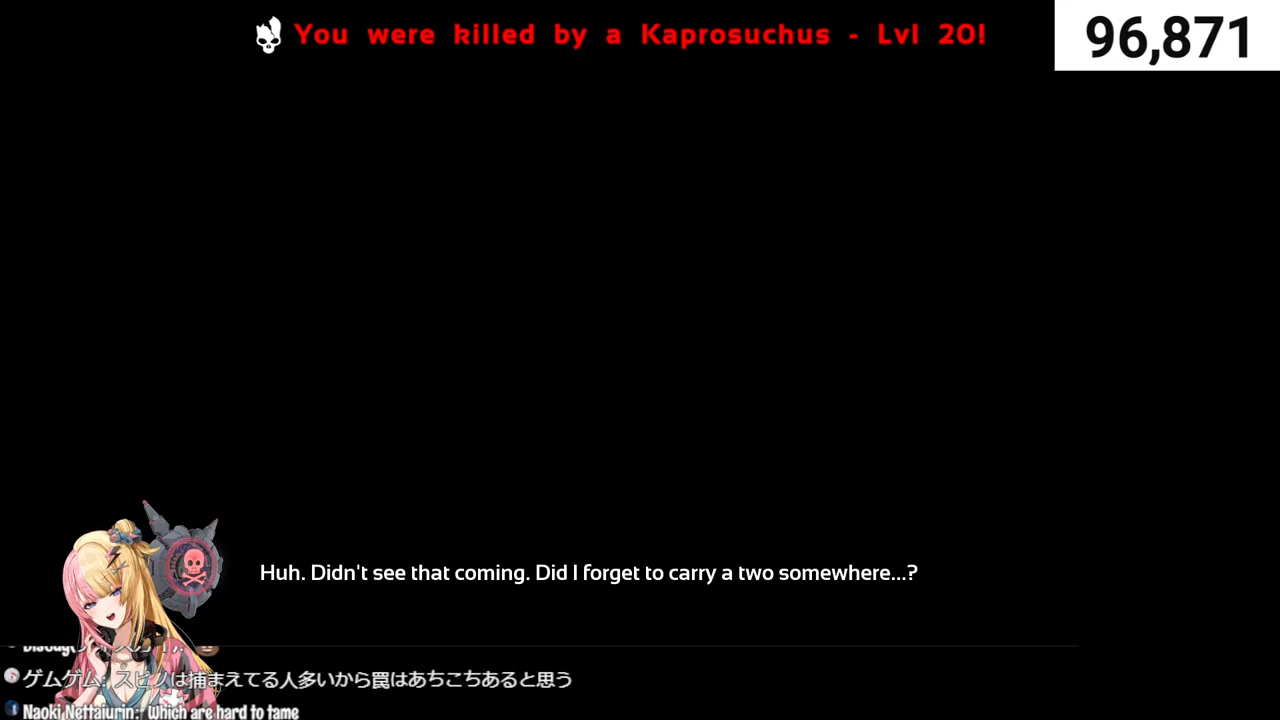 You were killed by a Kaprosuchus - Lvl 20!
96,871
Huh. Didn't see that coming. Did I forget to carry a two somewhere...?
ゲムゲム: スピノは捕まえてる人多いから罠はあちこちあると思う
Naoki Nettaiurin: Which are hard to tame